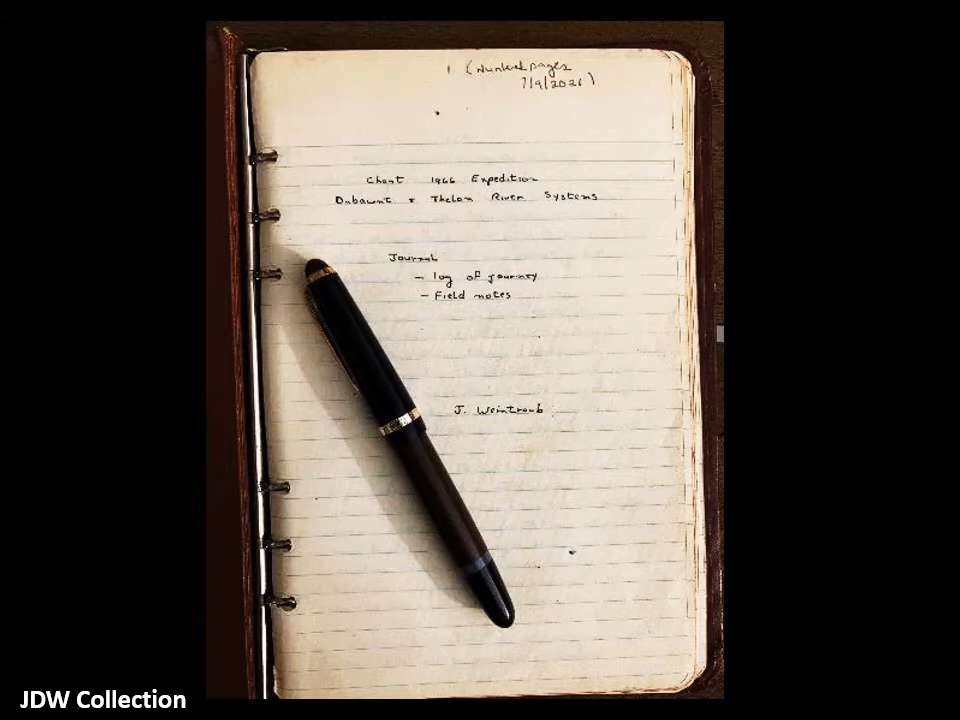 1 (Numbered pages
7/9/2021)
Chant 1966 Expedition
Dubawnt + Thelon River Systems
Journal
- log of journey
- Field notes
J. Weintraub
JDW Collection